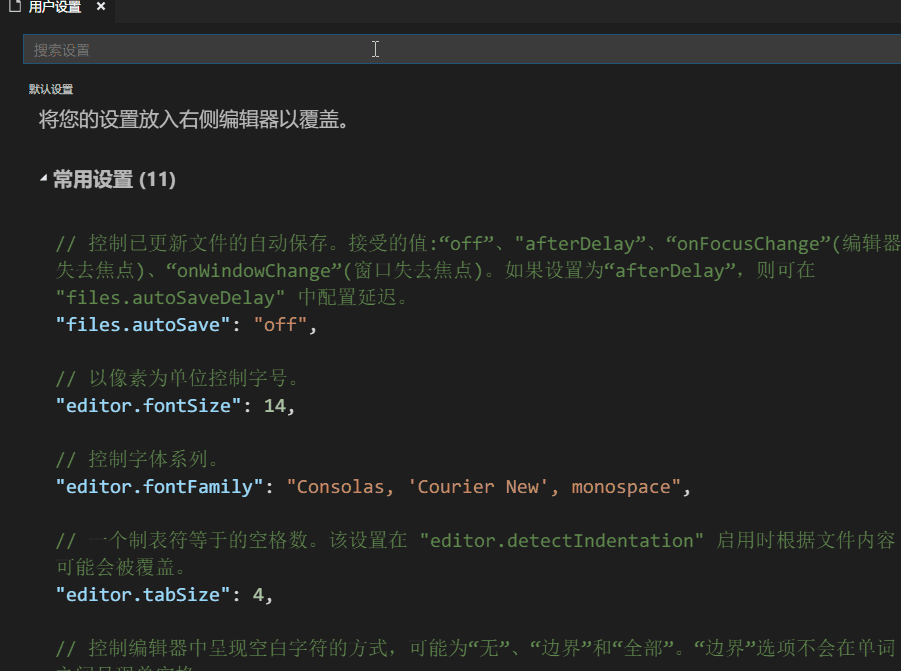 用户设置
搜索设置
默认设置
将您的设置放入右侧编辑器以覆盖。
常用设置 (11)
// 控制已更新文件的自动保存。接受的值:“off”、"afterDelay”、“onFocusChange”(编辑器
失去焦点)、“onWindowChange”(窗口失去焦点)。如果设置为“afterDelay”，则可在
"files.autoSaveDelay" 中配置延迟。
"files.autoSave": "off",
// 以像素为单位控制字号。
"editor.fontSize": 14,
// 控制字体系列。
"editor.fontFamily": "Consolas, 'Courier New', monospace",
// 一个制表符等于的空格数。该设置在 "editor.detectIndentation" 启用时根据文件内容
可能会被覆盖。
"editor.tabSize": 4,
// 控制编辑器中呈现空白字符的方式，可能为“无”、“边界”和“全部”。“边界”选项不会在单词